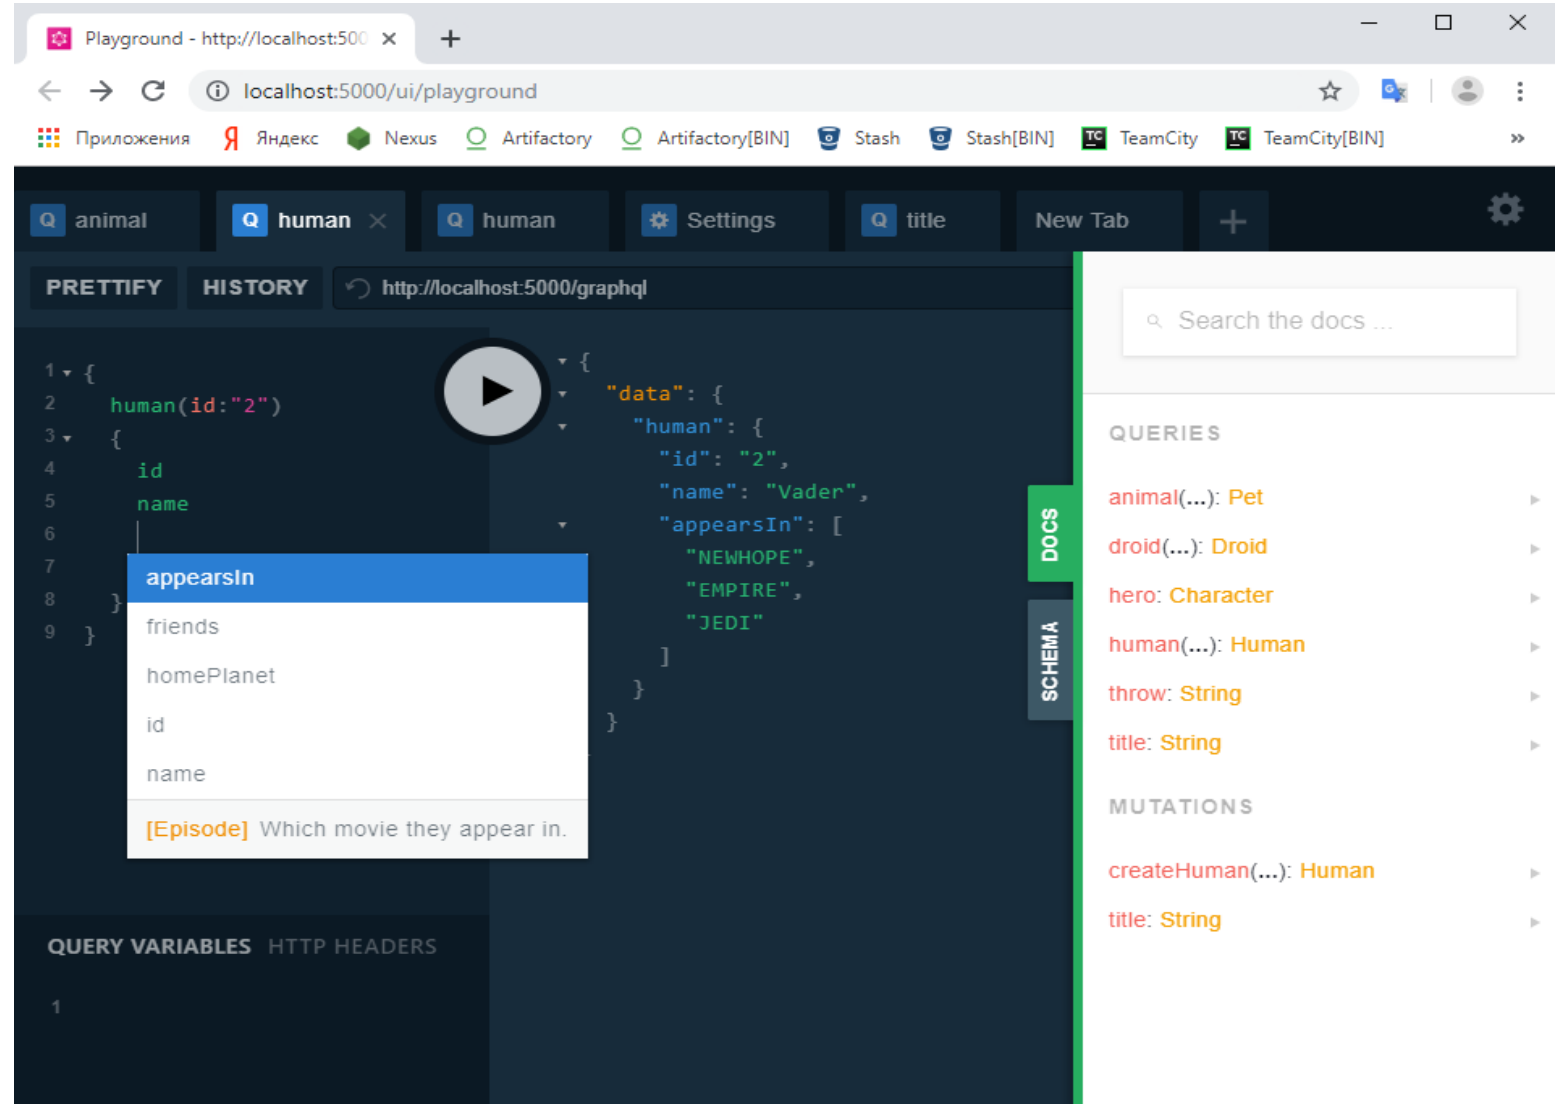 Playground - http://localhost:500
localhost:5000/ui/playground
Приложения Яндекс Nexus Artifactory Artifactory[BIN] Stash Stash[BIN] TeamCity TeamCity[BIN] »
Q animal Q human Q human Settings Q title New Tab +
PRETTIFY HISTORY http://localhost:5000/graphql
1 {
2 human(id:"2")
3 {
4 id
5 name
6
7
8 }
9 }
appearsIn
friends
homePlanet
id
name
[Episode] Which movie they appear in.
QUERY VARIABLES HTTP HEADERS
1
{
"data": {
"human": {
"id": "2",
"name": "Vader",
"appearsIn": [
"NEWHOPE",
"EMPIRE",
"JEDI"
]
}
}
DOCS
SCHEMA
Search the docs ...
QUERIES
animal(...): Pet
droid(...): Droid
hero: Character
human(...): Human
throw: String
title: String
MUTATIONS
createHuman(...): Human
title: String